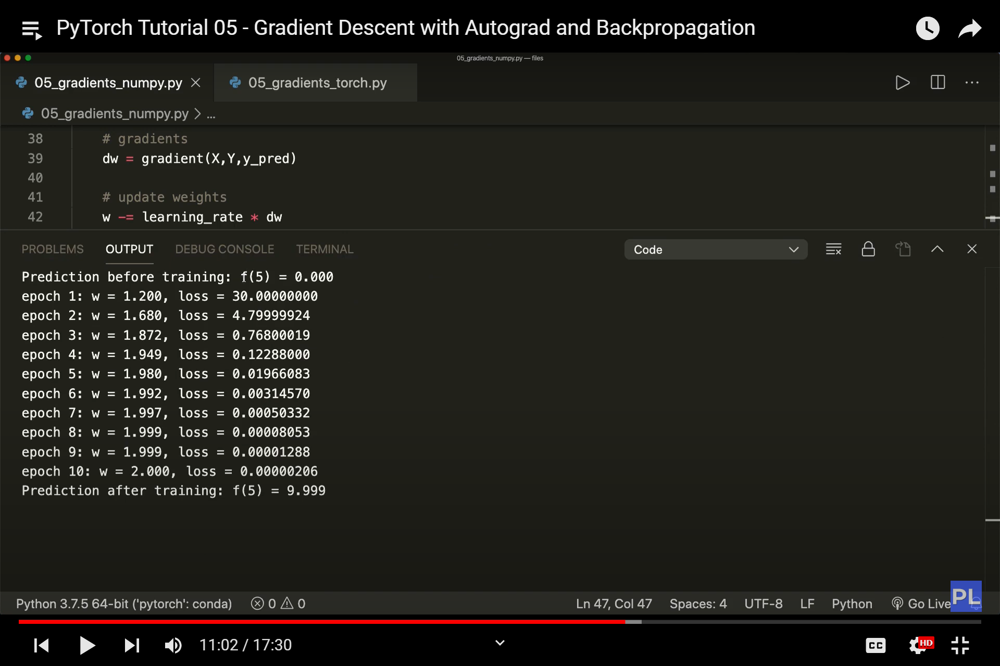 PyTorch Tutorial 05 - Gradient Descent with Autograd and Backpropagation
05_gradients_numpy.py — files
05_gradients_numpy.py
05_gradients_torch.py
05_gradients_numpy.py > ...
38 # gradients
39 dw = gradient(X,Y,y_pred)
40
41 # update weights
42 w -= learning_rate * dw
PROBLEMS OUTPUT DEBUG CONSOLE TERMINAL Code
Prediction before training: f(5) = 0.000
epoch 1: w = 1.200, loss = 30.00000000
epoch 2: w = 1.680, loss = 4.79999924
epoch 3: w = 1.872, loss = 0.76800019
epoch 4: w = 1.949, loss = 0.12288000
epoch 5: w = 1.980, loss = 0.01966083
epoch 6: w = 1.992, loss = 0.00314570
epoch 7: w = 1.997, loss = 0.00050332
epoch 8: w = 1.999, loss = 0.00008053
epoch 9: w = 1.999, loss = 0.00001288
epoch 10: w = 2.000, loss = 0.00000206
Prediction after training: f(5) = 9.999
Python 3.7.5 64-bit ('pytorch': conda) 0 0 Ln 47, Col 47 Spaces: 4 UTF-8 LF Python Go Live PL
11:02 / 17:30 CC HD